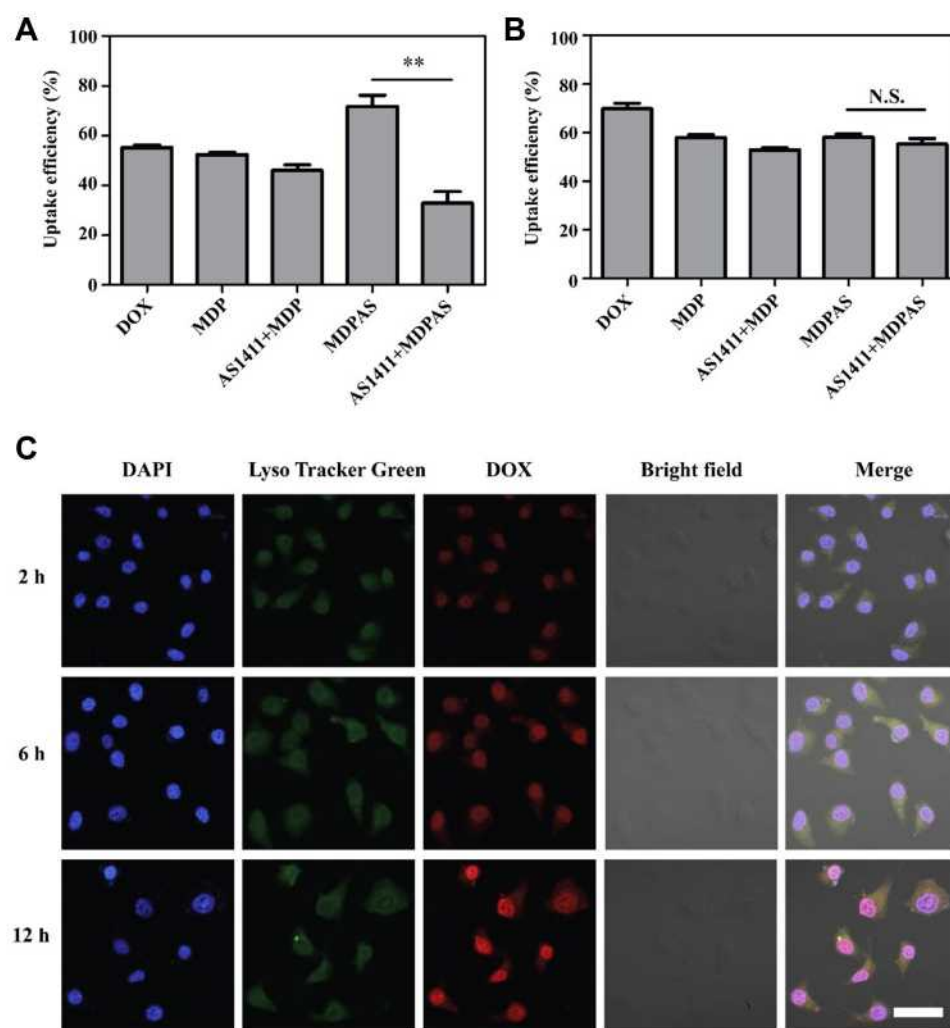 A
Uptake efficiency (%)
100
80
60
40
20
0
**
DOX
MDP
AS1411+MDP
MDPAS
AS1411+MDPAS
B
Uptake efficiency (%)
100
80
60
40
20
0
N.S.
DOX
MDP
AS1411+MDP
MDPAS
AS1411+MDPAS
C
DAPI Lyso Tracker Green DOX Bright field Merge
2 h
6 h
12 h